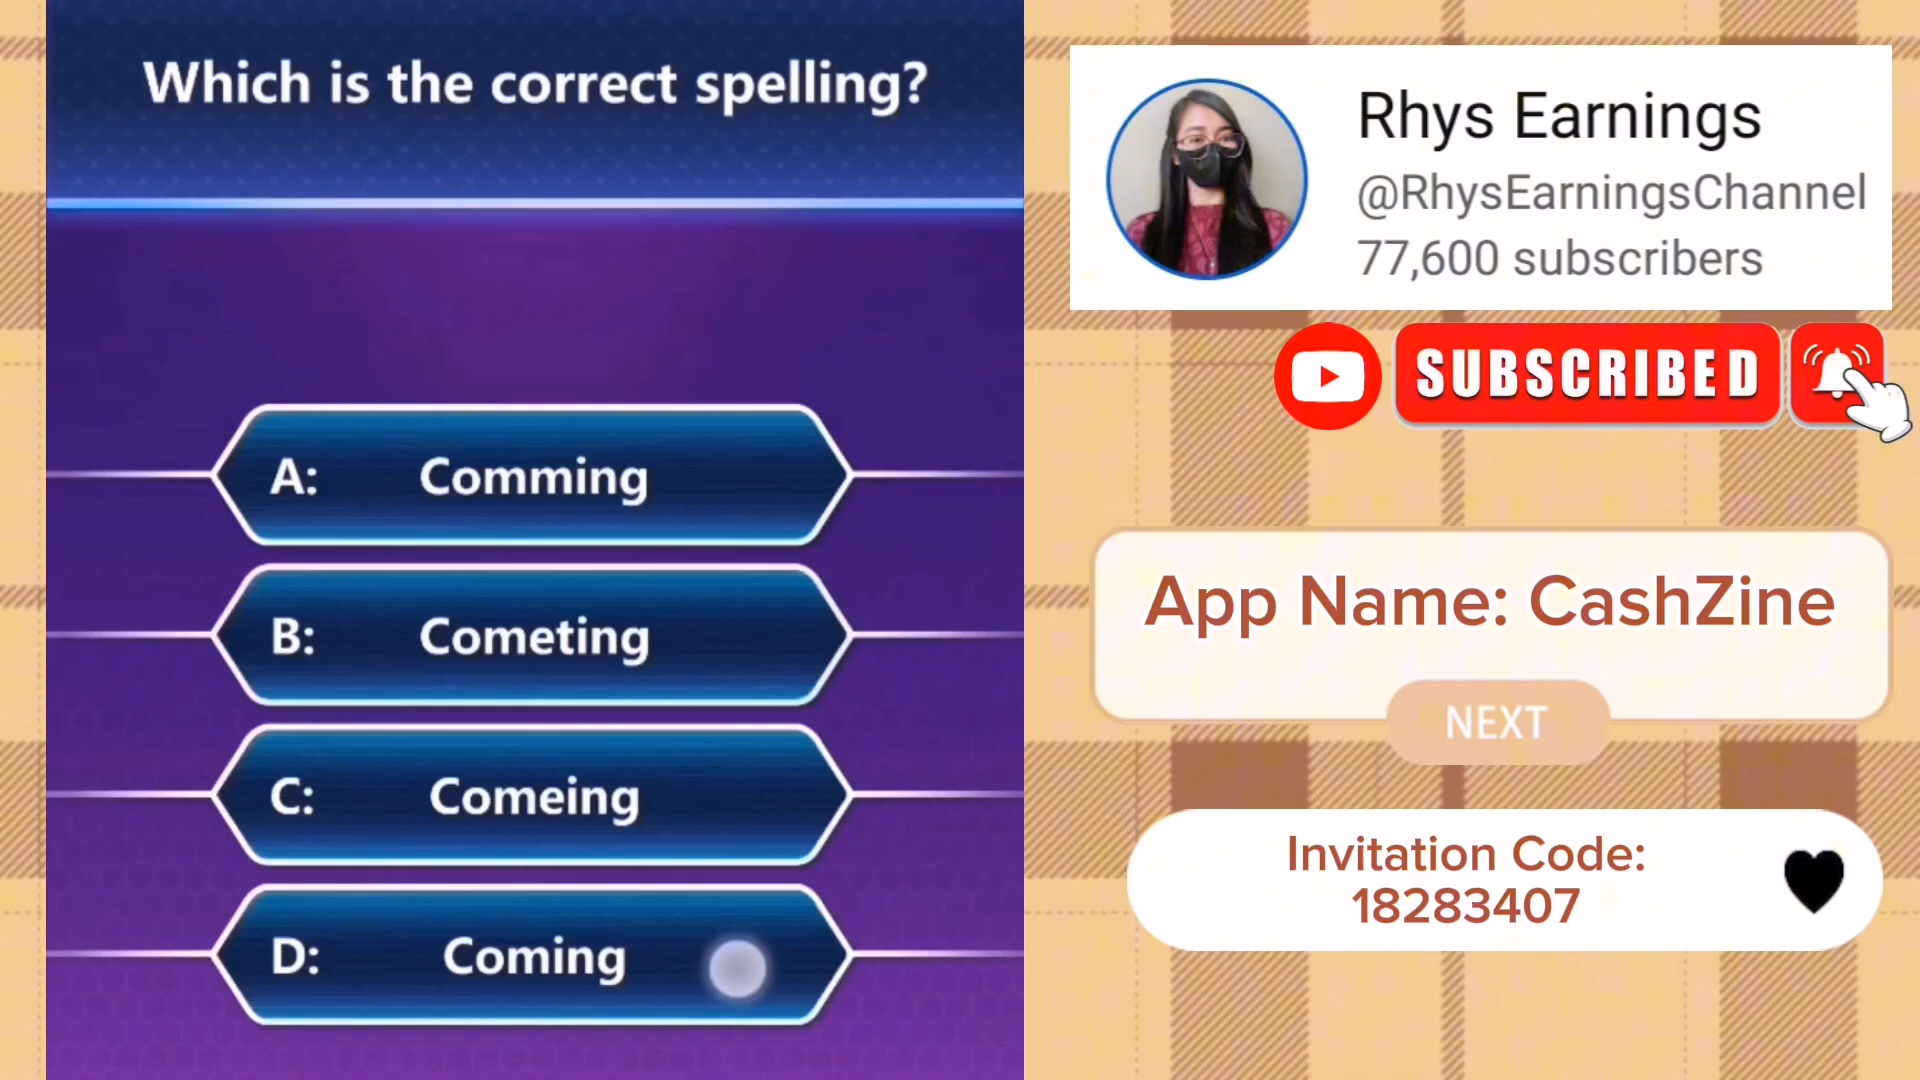 Which is the correct spelling?
A: Comming
B: Cometing
C: Comeing
D: Coming
Rhys Earnings
@RhysEarningsChannel
77,600 subscribers
SUBSCRIBED
App Name: CashZine
NEXT
Invitation Code:
18283407